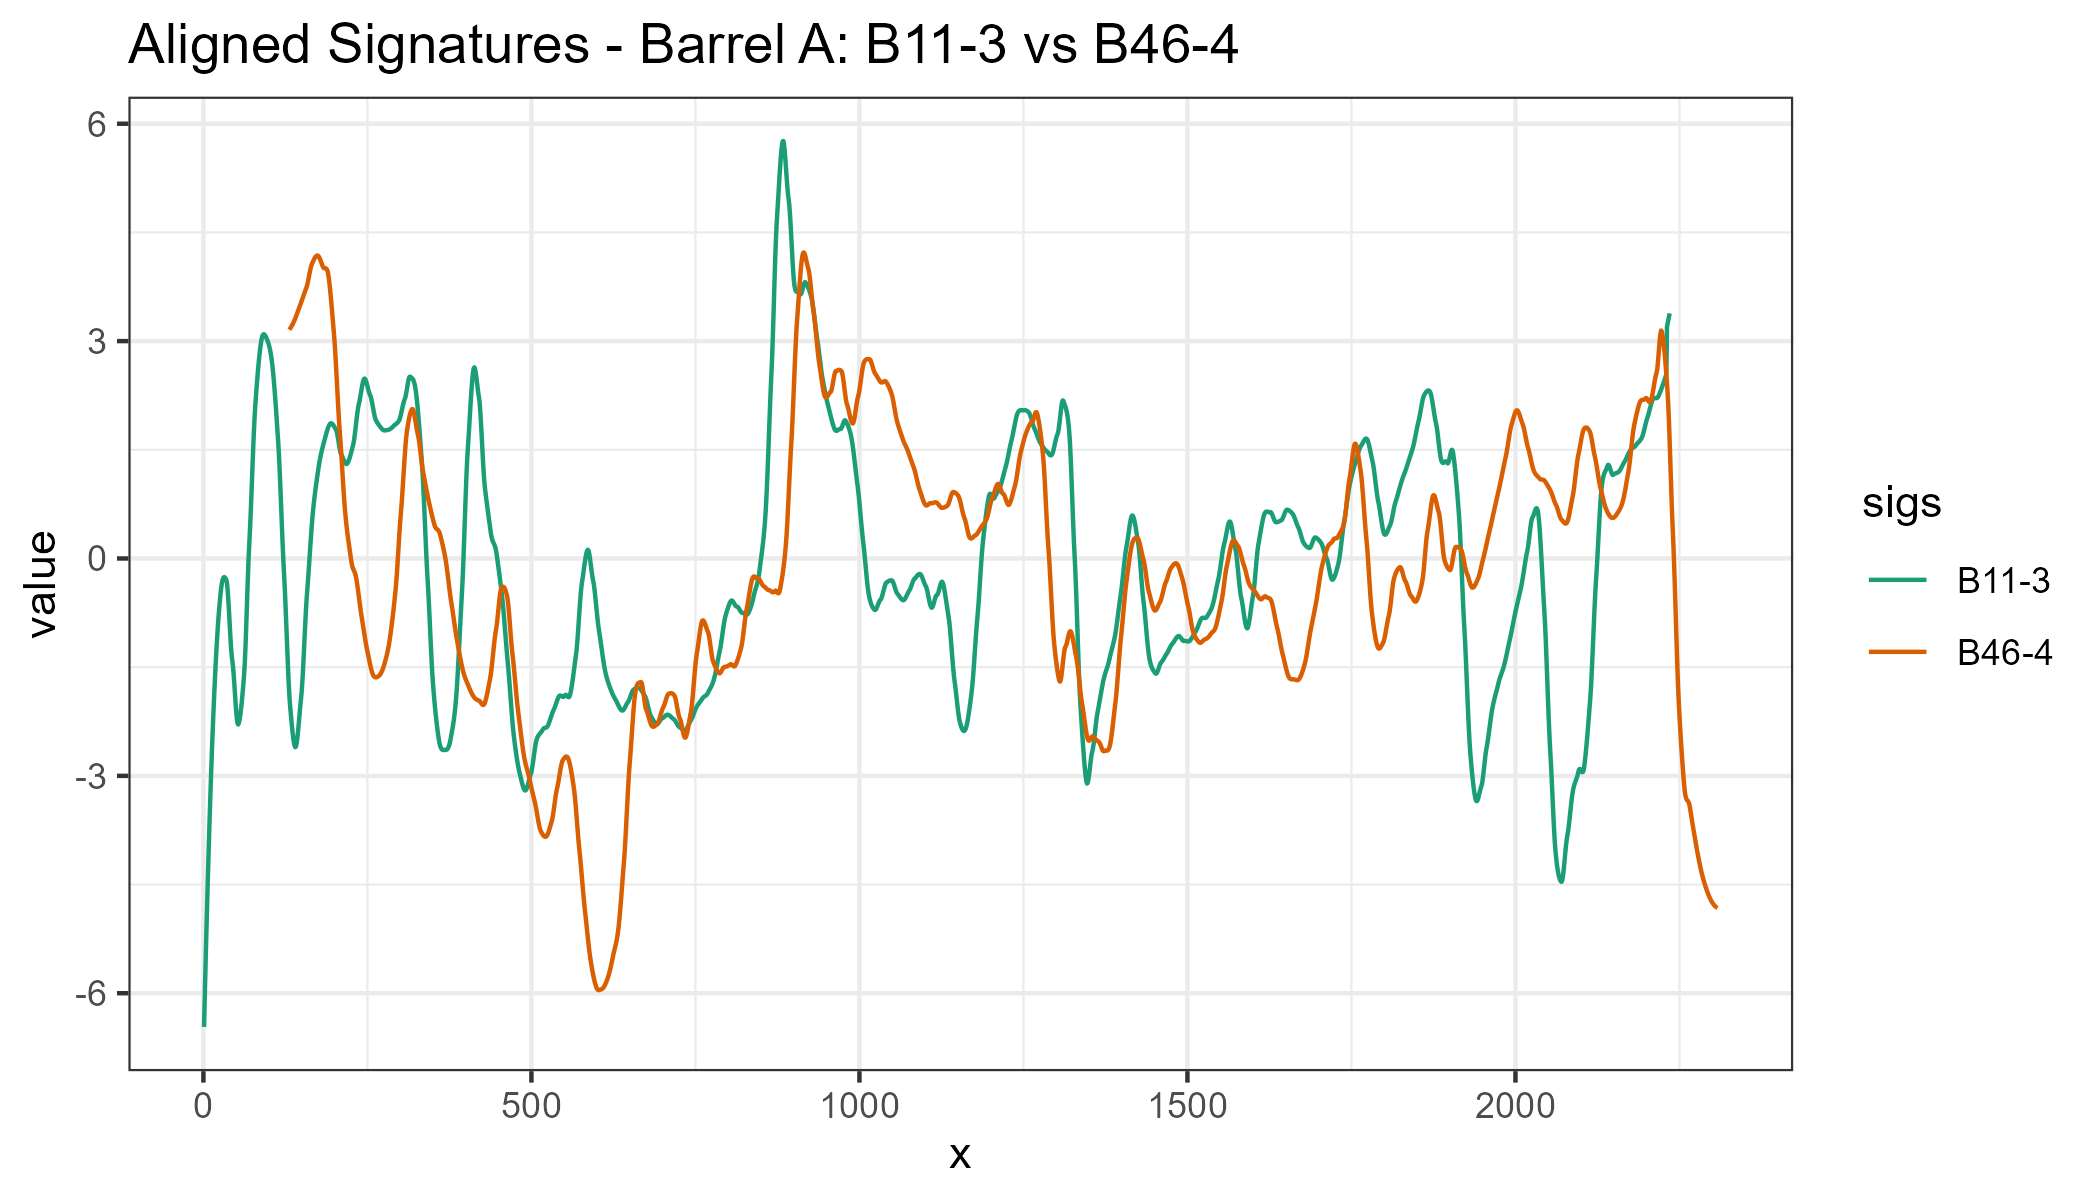 Aligned Signatures - Barrel A: B11-3 vs B46-4
6
3
0
-3
-6
value
0 500 1000 1500 2000
x
sigs
B11-3
B46-4